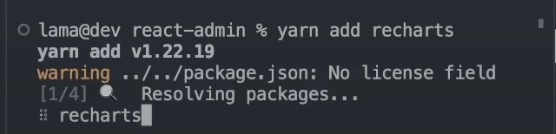 lama@dev react-admin % yarn add recharts
yarn add v1.22.19
warning ../../package.json: No license field
[1/4] 🔍 Resolving packages...
⠿ recharts